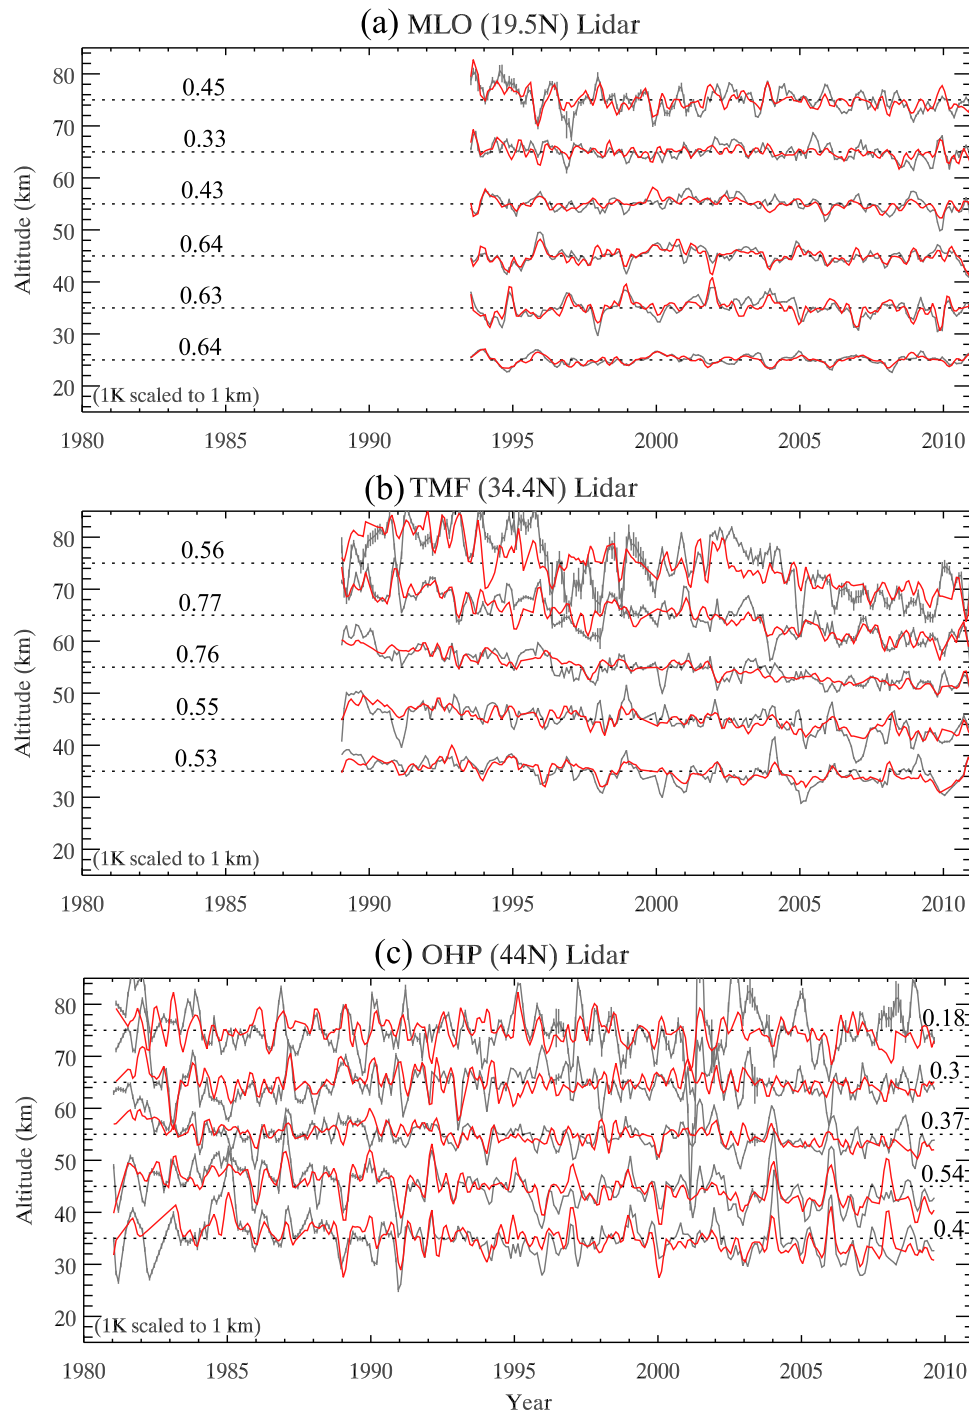 (a) MLO (19.5N) Lidar
80
70
60
50
40
30
20
Altitude (km)
0.45
0.33
0.43
0.64
0.63
0.64
(1K scaled to 1 km)
1980 1985 1990 1995 2000 2005 2010
(b) TMF (34.4N) Lidar
80
70
60
50
40
30
20
Altitude (km)
0.56
0.77
0.76
0.55
0.53
(1K scaled to 1 km)
1980 1985 1990 1995 2000 2005 2010
(c) OHP (44N) Lidar
80
70
60
50
40
30
20
Altitude (km)
0.18
0.3
0.37
0.54
0.4
(1K scaled to 1 km)
1980 1985 1990 1995 2000 2005 2010
Year